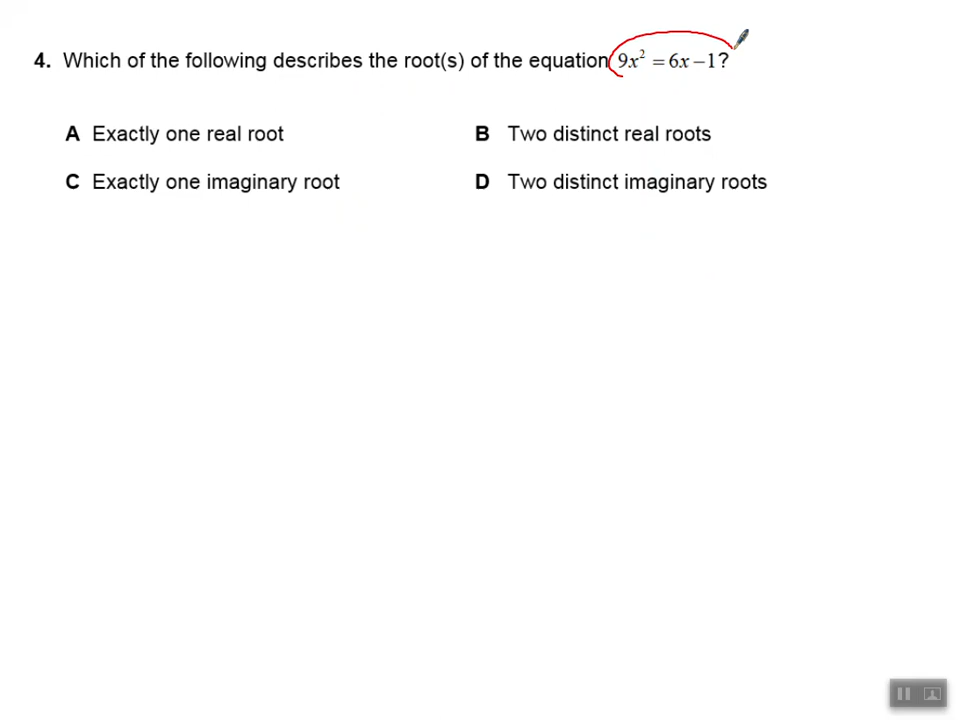 4. Which of the following describes the root(s) of the equation 9x² = 6x − 1?
A Exactly one real root
B Two distinct real roots
C Exactly one imaginary root
D Two distinct imaginary roots